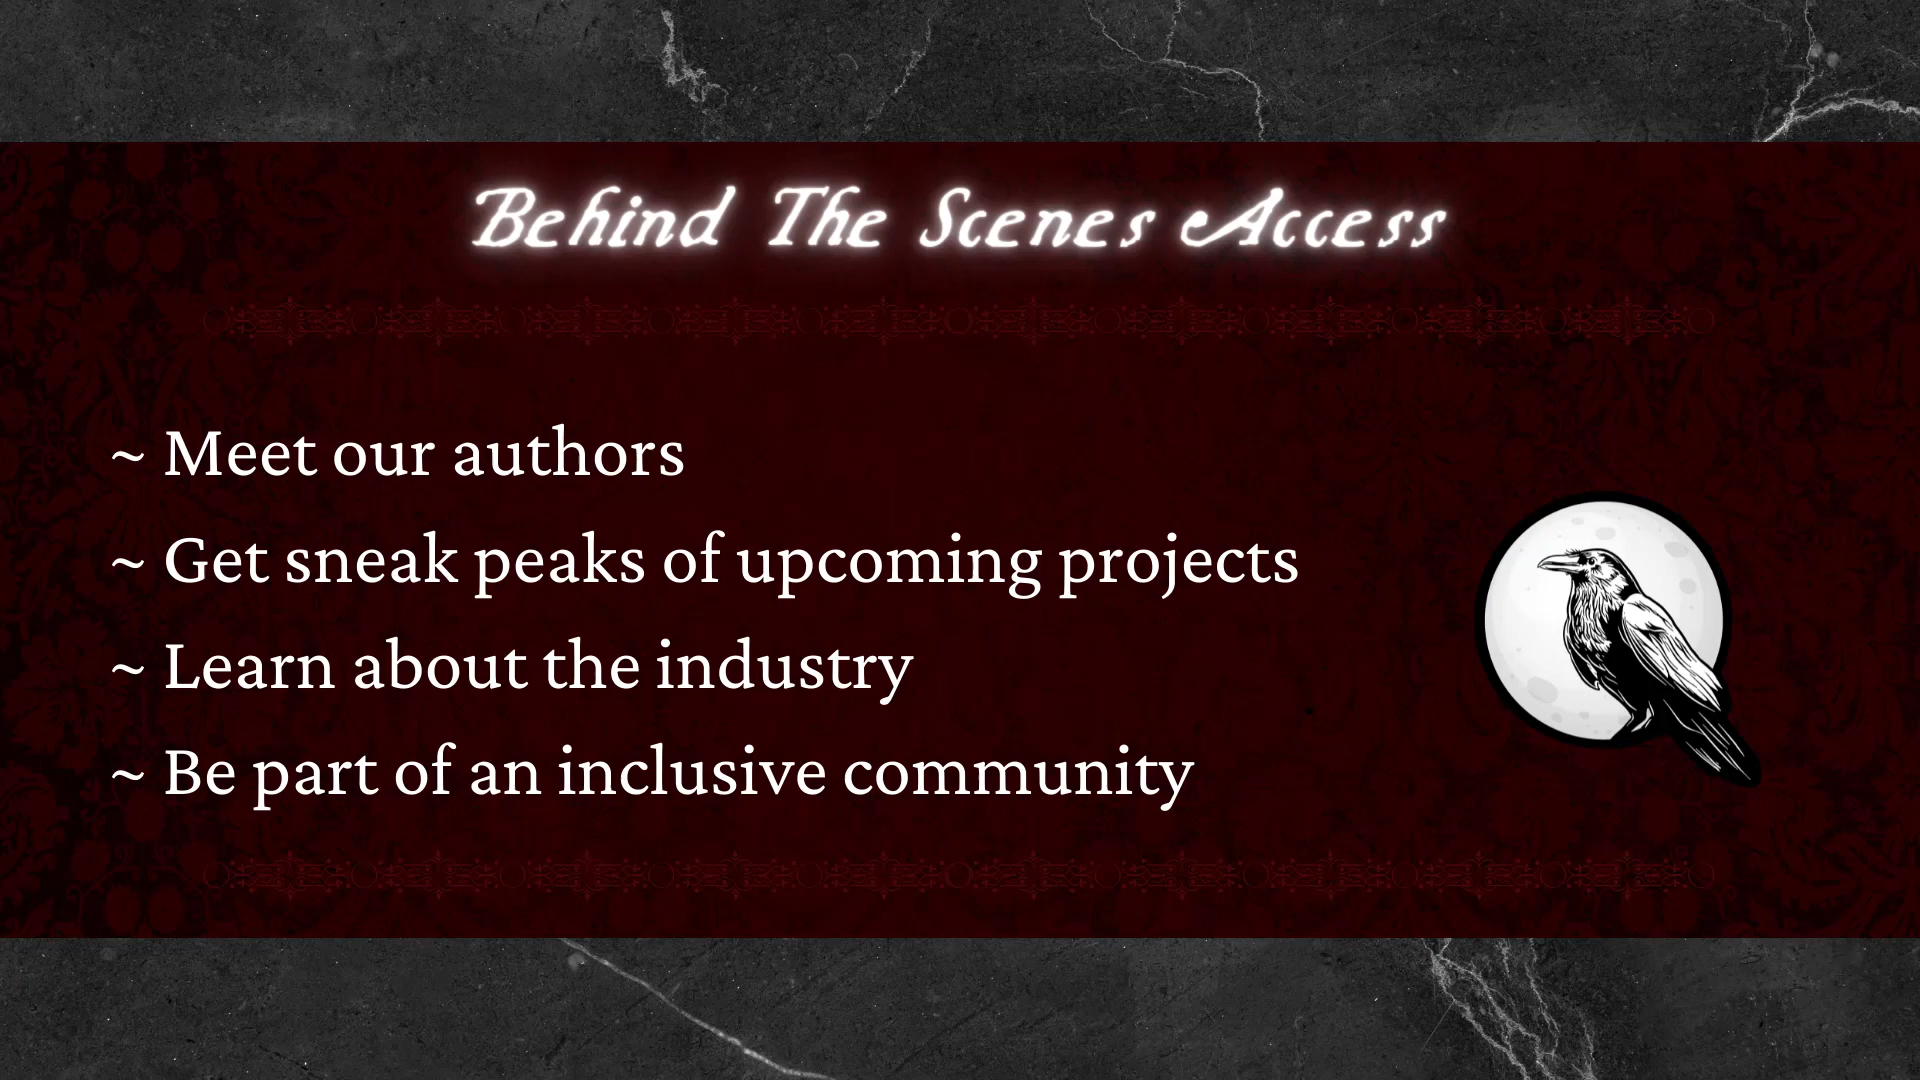 Behind The Scenes Access
~ Meet our authors
~ Get sneak peaks of upcoming projects
~ Learn about the industry
~ Be part of an inclusive community